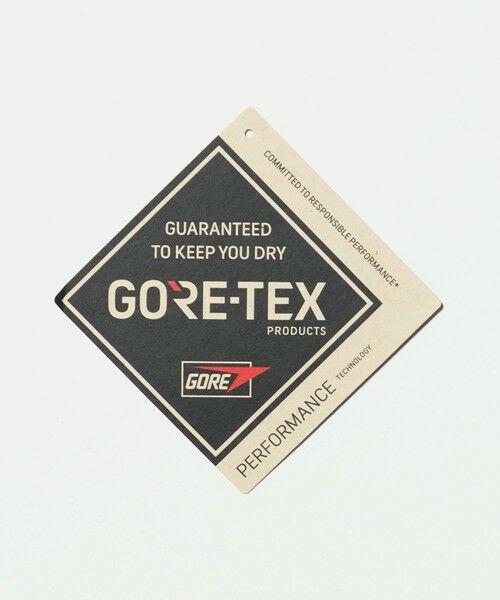 COMMITTED TO RESPONSIBLE PERFORMANCE*
GUARANTEED
TO KEEP YOU DRY
GORE-TEX
PRODUCTS
GORE
PERFORMANCE TECHNOLOGY